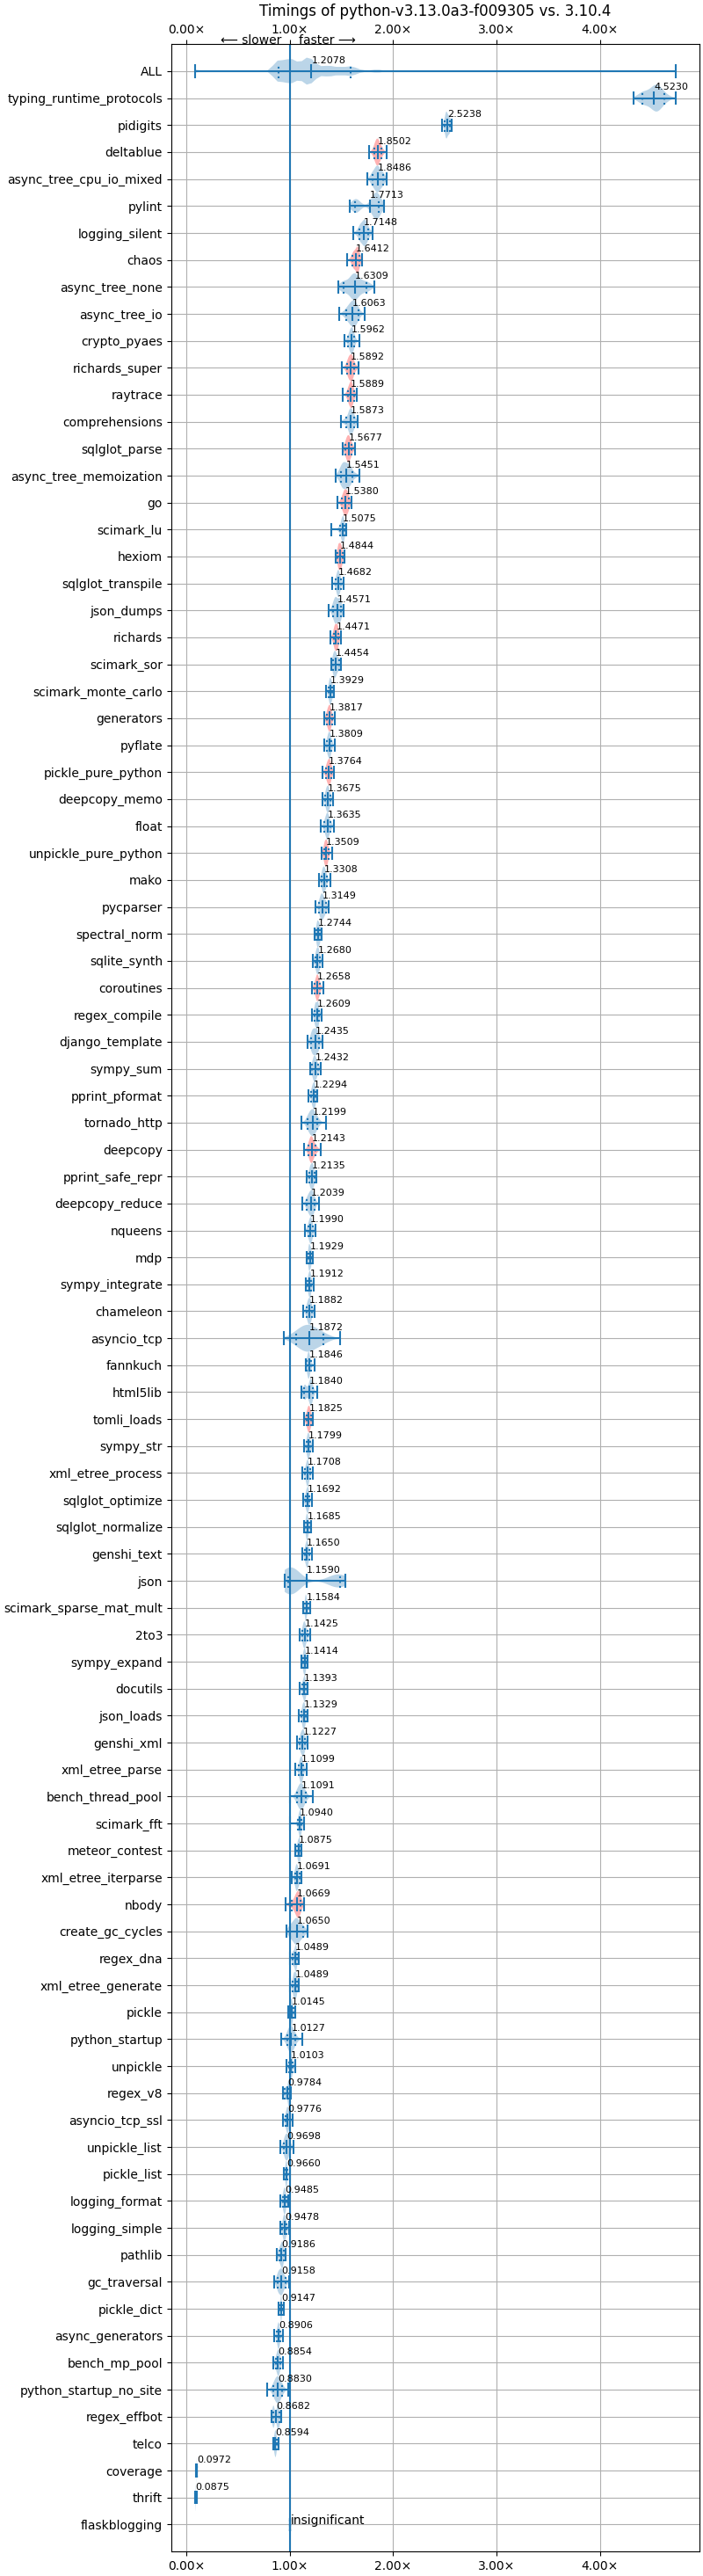 Timings of python-v3.13.0a3-f009305 vs. 3.10.4
0.00× 1.00× 2.00× 3.00× 4.00×
⟵ slower faster ⟶
ALL 1.2078
typing_runtime_protocols 4.5230
pidigits 2.5238
deltablue 1.8502
async_tree_cpu_io_mixed 1.8486
pylint 1.7713
logging_silent 1.7148
chaos 1.6412
async_tree_none 1.6309
async_tree_io 1.6063
crypto_pyaes 1.5962
richards_super 1.5892
raytrace 1.5889
comprehensions 1.5873
sqlglot_parse 1.5677
async_tree_memoization 1.5451
go 1.5380
scimark_lu 1.5075
hexiom 1.4844
sqlglot_transpile 1.4682
json_dumps 1.4571
richards 1.4471
scimark_sor 1.4454
scimark_monte_carlo 1.3929
generators 1.3817
pyflate 1.3809
pickle_pure_python 1.3764
deepcopy_memo 1.3675
float 1.3635
unpickle_pure_python 1.3509
mako 1.3308
pycparser 1.3149
spectral_norm 1.2744
sqlite_synth 1.2680
coroutines 1.2658
regex_compile 1.2609
django_template 1.2435
sympy_sum 1.2432
pprint_pformat 1.2294
tornado_http 1.2199
deepcopy 1.2143
pprint_safe_repr 1.2135
deepcopy_reduce 1.2039
nqueens 1.1990
mdp 1.1929
sympy_integrate 1.1912
chameleon 1.1882
asyncio_tcp 1.1872
fannkuch 1.1846
html5lib 1.1840
tomli_loads 1.1825
sympy_str 1.1799
xml_etree_process 1.1708
sqlglot_optimize 1.1692
sqlglot_normalize 1.1685
genshi_text 1.1650
json 1.1590
scimark_sparse_mat_mult 1.1584
2to3 1.1425
sympy_expand 1.1414
docutils 1.1393
json_loads 1.1329
genshi_xml 1.1227
xml_etree_parse 1.1099
bench_thread_pool 1.1091
scimark_fft 1.0940
meteor_contest 1.0875
xml_etree_iterparse 1.0691
nbody 1.0669
create_gc_cycles 1.0650
regex_dna 1.0489
xml_etree_generate 1.0489
pickle 1.0145
python_startup 1.0127
unpickle 1.0103
regex_v8 0.9784
asyncio_tcp_ssl 0.9776
unpickle_list 0.9698
pickle_list 0.9660
logging_format 0.9485
logging_simple 0.9478
pathlib 0.9186
gc_traversal 0.9158
pickle_dict 0.9147
async_generators 0.8906
bench_mp_pool 0.8854
python_startup_no_site 0.8830
regex_effbot 0.8682
telco 0.8594
coverage 0.0972
thrift 0.0875
flaskblogging insignificant
0.00× 1.00× 2.00× 3.00× 4.00×